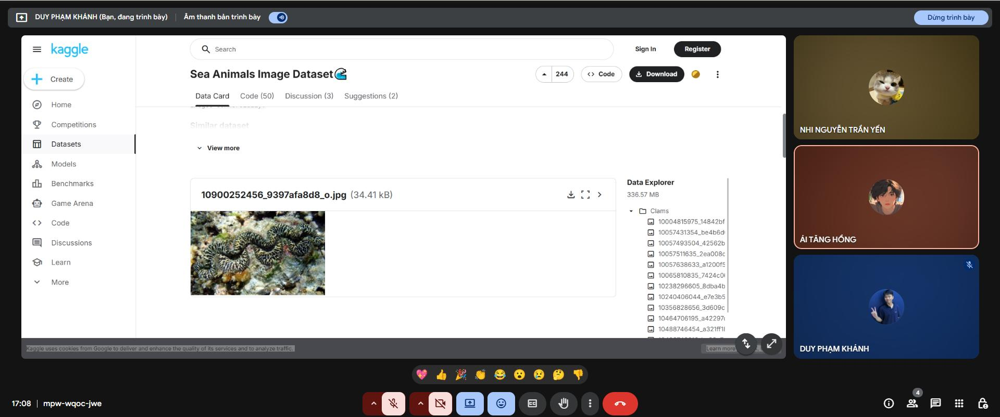 DUY PHẠM KHÁNH (Bạn, đang trình bày)
Âm thanh bản trình bày
Dừng trình bày
kaggle
Search
Sign In
Register
Create
Sea Animals Image Dataset
244
Code
Download
Data Card
Code (50)
Discussion (3)
Suggestions (2)
Home
Competitions
Datasets
Models
Benchmarks
Game Arena
Code
Discussions
Learn
More
Similar dataset
View more
10900252456_9397afa8d8_o.jpg (34.41 kB)
Data Explorer
336.57 MB
Clams
10004815975_14842bf
10057431354_be4b6d
10057493504_42562b
10057511635_2ea008c
10057638633_a1200f5
10065810835_7424c0
10238296605_8dba4b
10240406044_e7e3b5
10356828656_3d609c
10464706195_a42297
10488746454_a321ff18
Kaggle uses cookies from Google to deliver and enhance the quality of its services and to analyze traffic.
Learn more
NHI NGUYỄN TRẦN YẾN
ÁI TĂNG HỒNG
DUY PHẠM KHÁNH
17:08
mpw-wqoc-jwe
CC
4